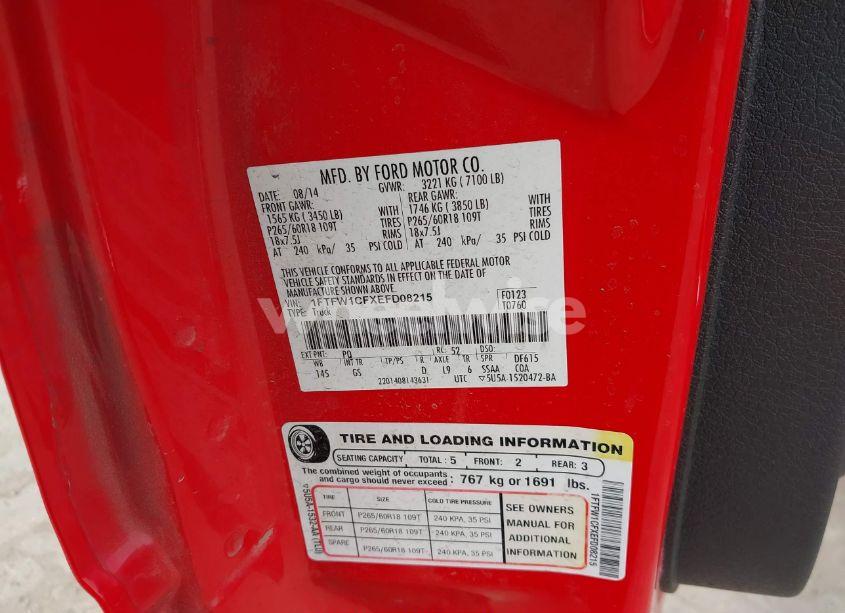 MFD. BY FORD MOTOR CO.
DATE: 08/14 GVWR: 3221 KG ( 7100 LB)
FRONT GAWR: REAR GAWR:
1565 KG ( 3450 LB) WITH 1746 KG ( 3850 LB) WITH
P265/60R18 109T TIRES P265/60R18 109T TIRES
18x7.5J RIMS 18x7.5J RIMS
AT 240 kPa/ 35 PSI COLD AT 240 kPa/ 35 PSI COLD
THIS VEHICLE CONFORMS TO ALL APPLICABLE FEDERAL MOTOR
VEHICLE SAFETY STANDARDS IN EFFECT ON THE DATE OF
MANUFACTURE SHOWN ABOVE.
VIN: 1FTFW1CFXEFD08215 F0123
TYPE: Truck T0760
EXT PNT: PQ RC: 52 DSO:
WB INT TR TP/PS R AXLE TR SPR DF615
145 GS D L9 6 SSAA COA
2201408143631 UTC ▽5U5A-1520472-BA
TIRE AND LOADING INFORMATION
SEATING CAPACITY TOTAL : 5 FRONT: 2 REAR: 3
The combined weight of occupants
and cargo should never exceed : 767 kg or 1691 lbs.
TIRE SIZE COLD TIRE PRESSURE
FRONT P265/60R18 109T 240 KPA, 35 PSI
REAR P265/60R18 109T 240 KPA, 35 PSI
SPARE P265/60R18 109T 240 KPA, 35 PSI
SEE OWNERS
MANUAL FOR
ADDITIONAL
INFORMATION
1FTFW1CFXEFD08215